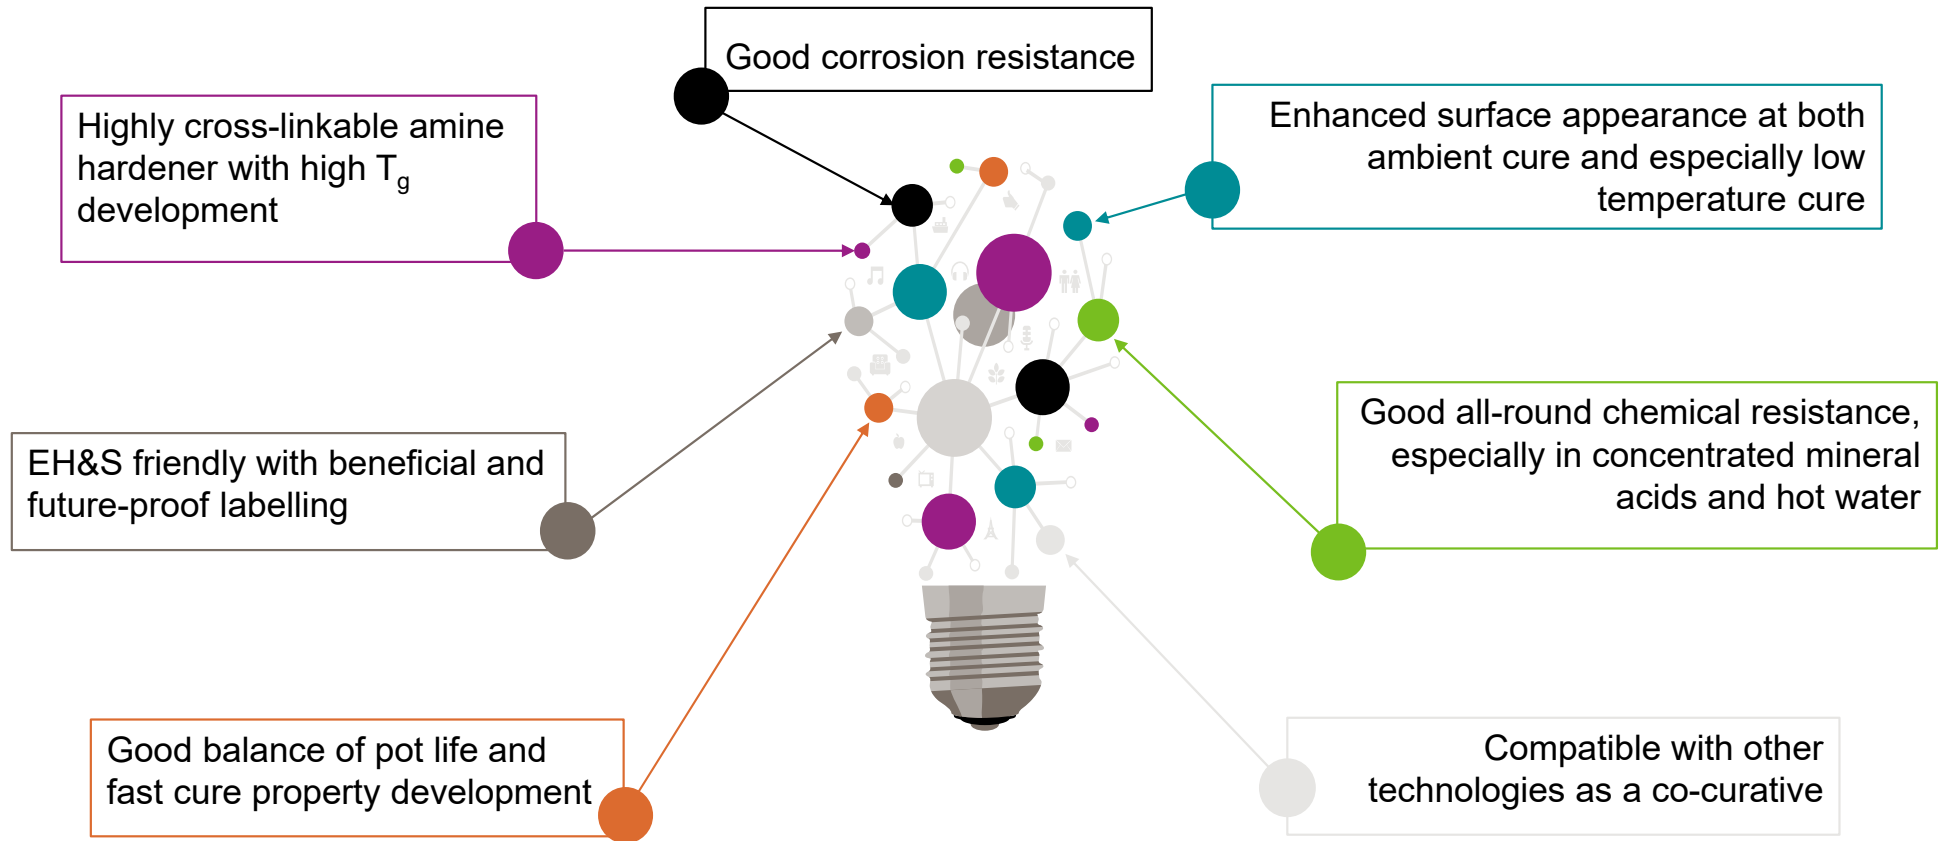 Good corrosion resistance
Highly cross-linkable amine
hardener with high Tg
development
Enhanced surface appearance at both
ambient cure and especially low
temperature cure
EH&S friendly with beneficial and
future-proof labelling
Good all-round chemical resistance,
especially in concentrated mineral
acids and hot water
Good balance of pot life and
fast cure property development
Compatible with other
technologies as a co-curative